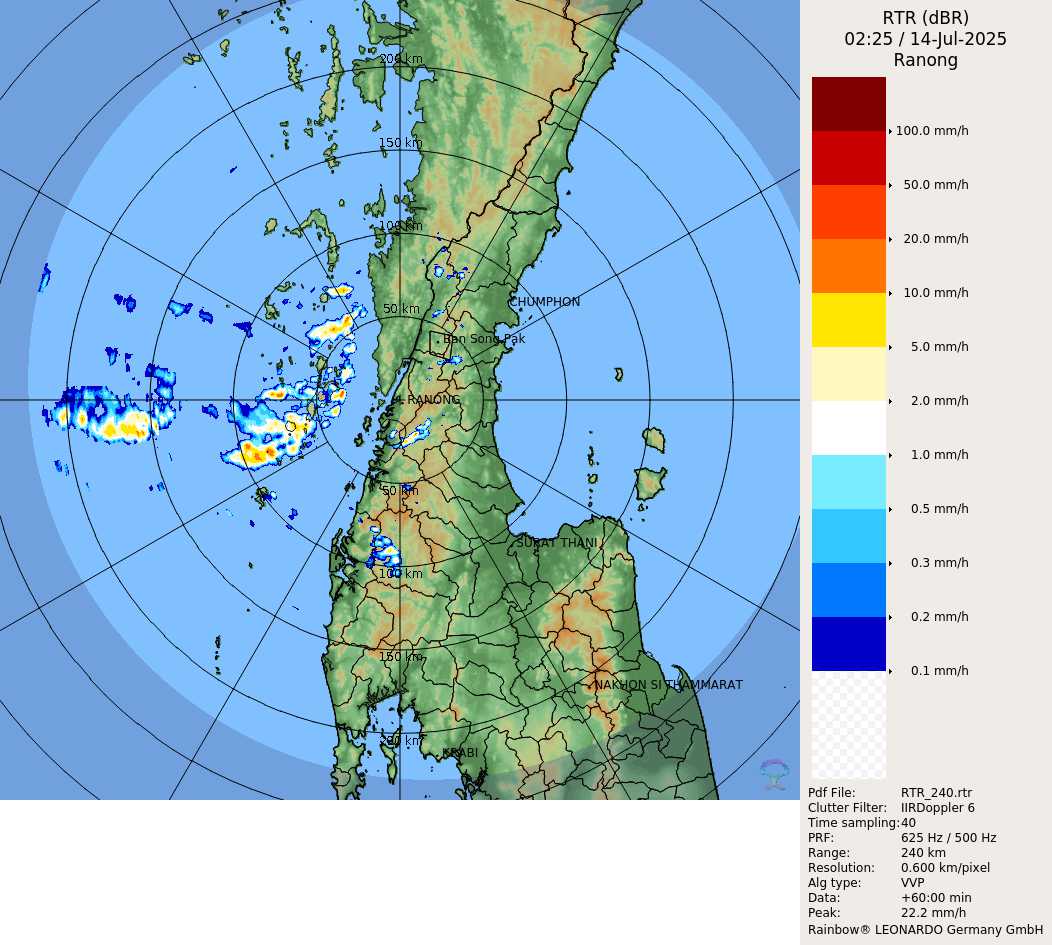 RTR (dBR)
02:25 / 14-Jul-2025
Ranong
200 km
150 km
100 km
50 km
CHUMPHON
Ban Song Pak
RANONG
50 km
SURAT THANI
100 km
150 km
NAKHON SI THAMMARAT
200 km
KRABI
100.0 mm/h
50.0 mm/h
20.0 mm/h
10.0 mm/h
5.0 mm/h
2.0 mm/h
1.0 mm/h
0.5 mm/h
0.3 mm/h
0.2 mm/h
0.1 mm/h
Pdf File: RTR_240.rtr
Clutter Filter: IIRDoppler 6
Time sampling: 40
PRF: 625 Hz / 500 Hz
Range: 240 km
Resolution: 0.600 km/pixel
Alg type: VVP
Data: +60:00 min
Peak: 22.2 mm/h
Rainbow® LEONARDO Germany GmbH